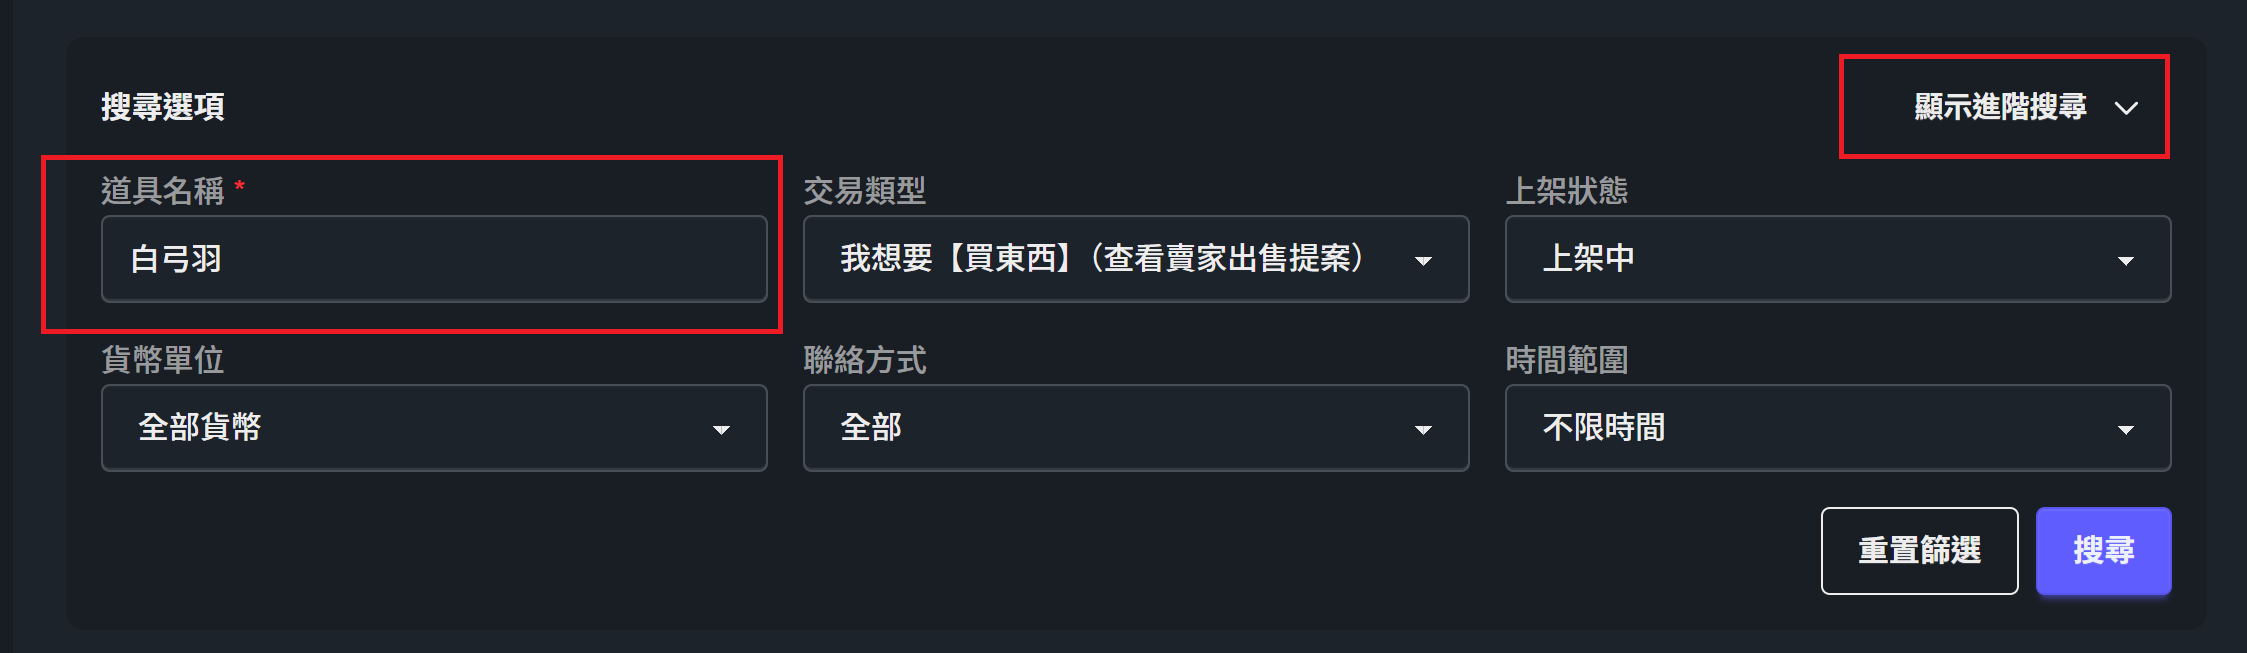 搜尋選項
顯示進階搜尋
道具名稱 *
交易類型
上架狀態
白弓羽
我想要【買東西】（查看賣家出售提案）
上架中
貨幣單位
聯絡方式
時間範圍
全部貨幣
全部
不限時間
重置篩選
搜尋